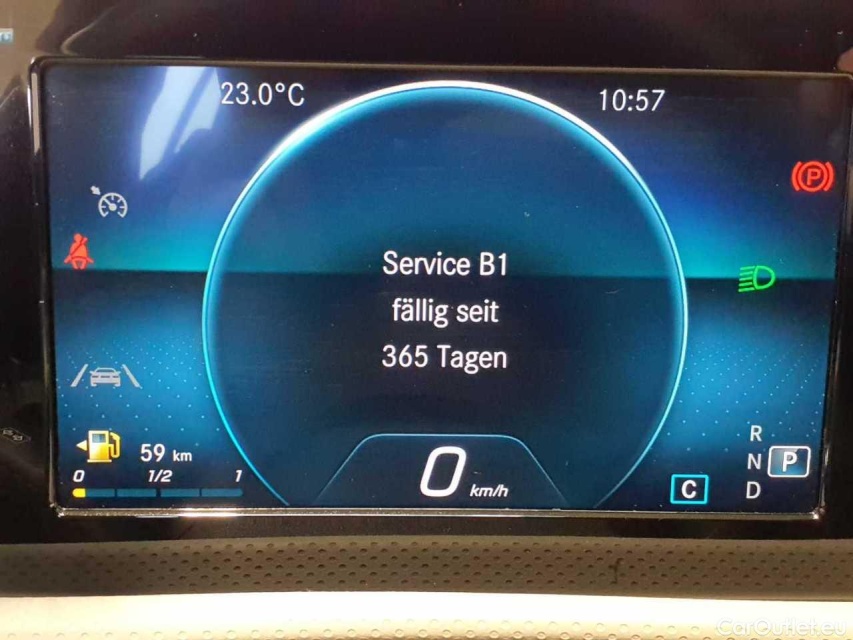 23.0°C
10:57
Service B1
fällig seit
365 Tagen
59 km
0 1/2 1
0 km/h
R
N P
D
C
CarOutlet.eu